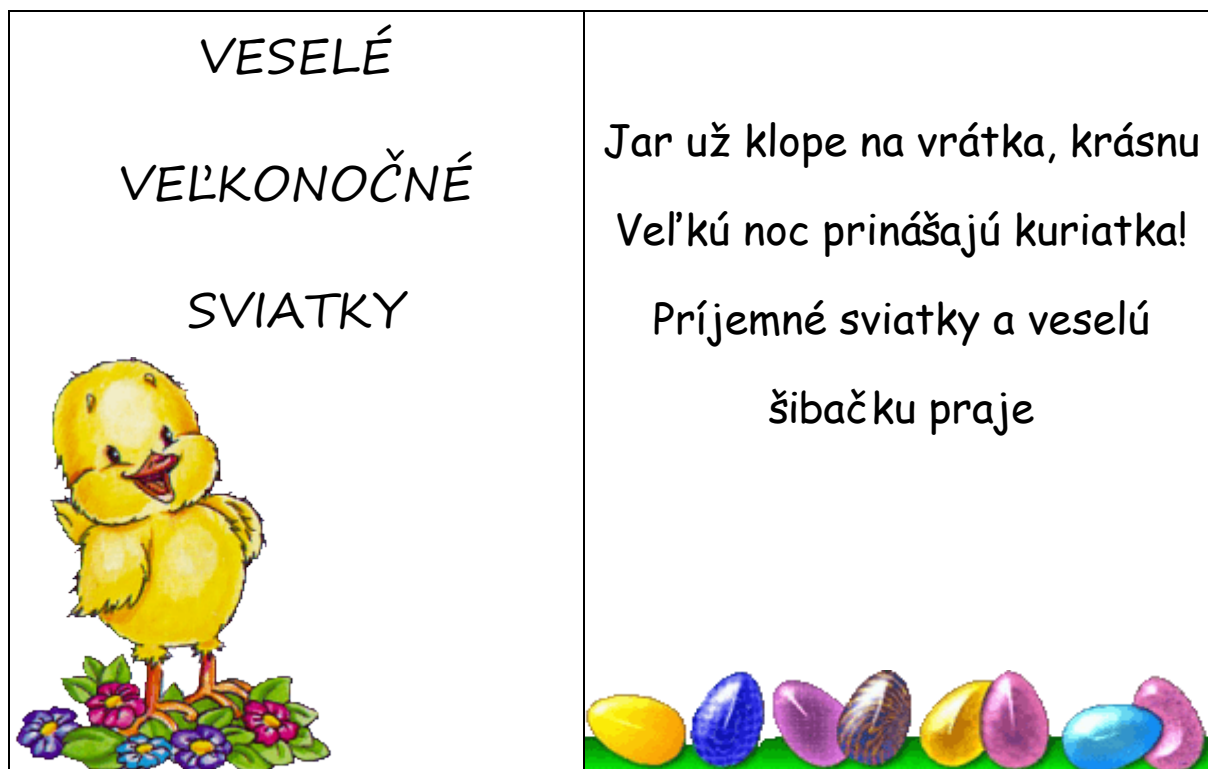 VESELÉ
VEĽKONOČNÉ
SVIATKY
Jar už klope na vrátka, krásnu
Veľkú noc prinášajú kuriatka!
Príjemné sviatky a veselú
šibačku praje